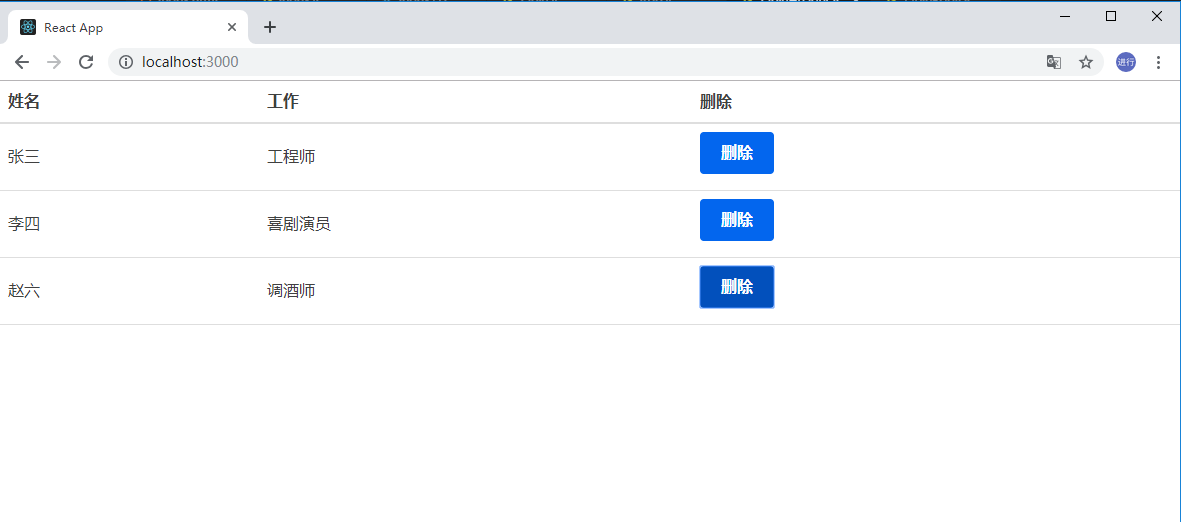 React App
localhost:3000
进行
姓名 工作 删除
张三 工程师 删除
李四 喜剧演员 删除
赵六 调酒师 删除